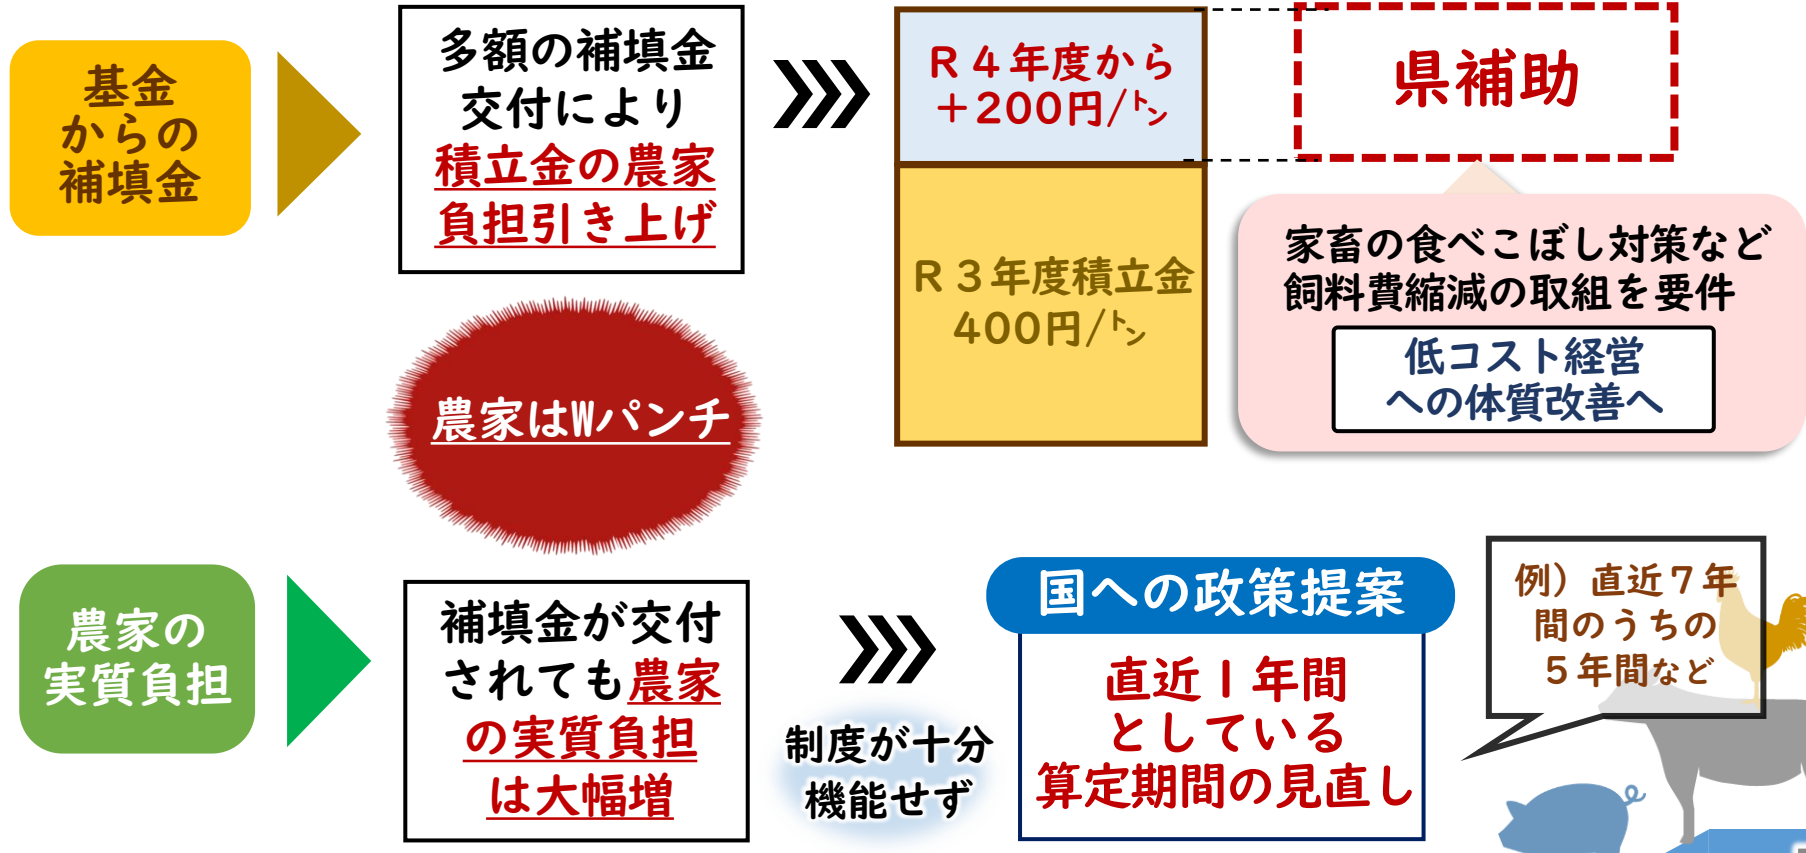 基金
からの
補填金
多額の補填金
交付により
積立金の農家
負担引き上げ
R4年度から
+200円/㌧
県補助
R3年度積立金
400円/㌧
家畜の食べこぼし対策など
飼料費縮減の取組を要件
低コスト経営
への体質改善へ
農家はWパンチ
農家の
実質負担
補填金が交付
されても農家
の実質負担
は大幅増
制度が十分
機能せず
国への政策提案
直近1年間
としている
算定期間の見直し
例）直近7年
間のうちの
5年間など